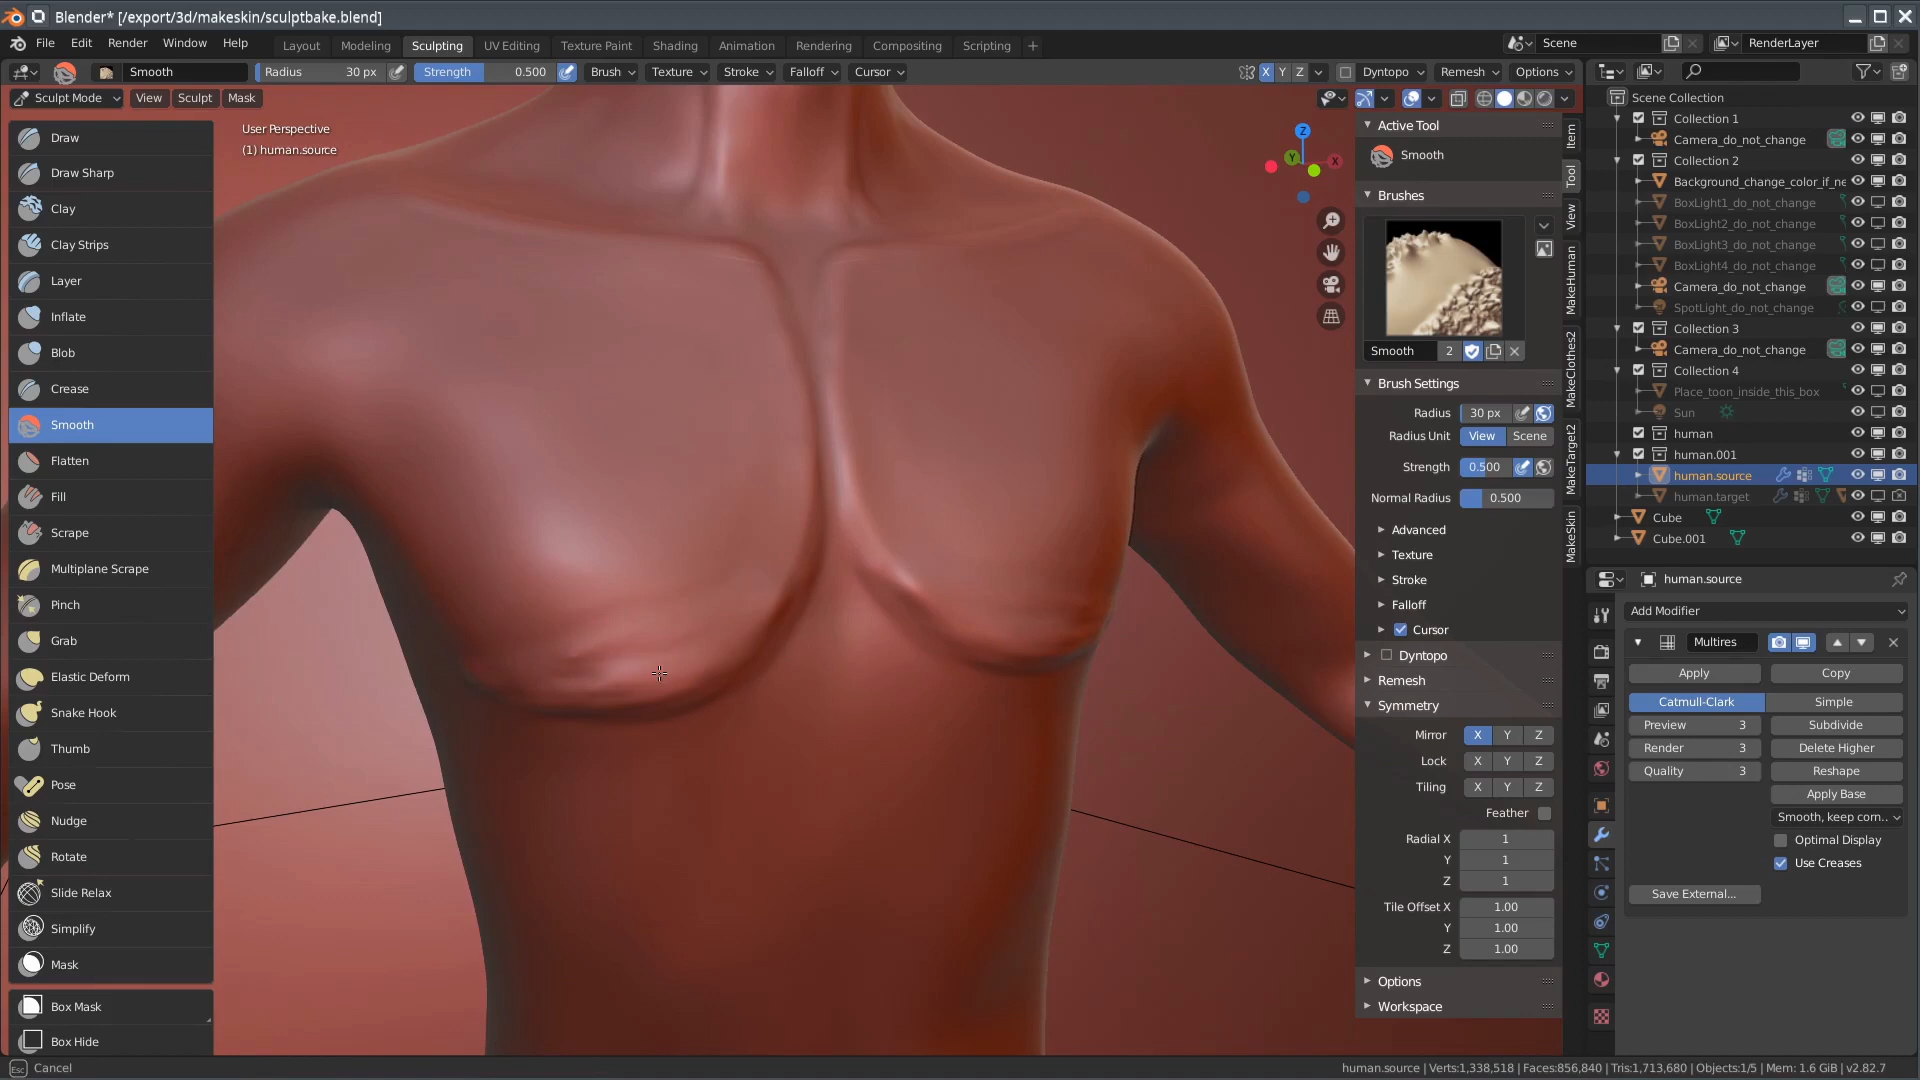 Blender* [/export/3d/makeskin/sculptbake.blend]
File Edit Render Window Help Layout Modeling Sculpting UV Editing Texture Paint Shading Animation Rendering Compositing Scripting + Scene RenderLayer
Smooth Radius 30 px Strength 0.500 Brush Texture Stroke Falloff Cursor X Y Z Dyntopo Remesh Options
Sculpt Mode View Sculpt Mask
User Perspective
(1) human.source
Draw
Draw Sharp
Clay
Clay Strips
Layer
Inflate
Blob
Crease
Smooth
Flatten
Fill
Scrape
Multiplane Scrape
Pinch
Grab
Elastic Deform
Snake Hook
Thumb
Pose
Nudge
Rotate
Slide Relax
Simplify
Mask
Box Mask
Box Hide
Z
Y
X
Active Tool
Smooth
Brushes
Smooth 2
Brush Settings
Radius 30 px
Radius Unit View Scene
Strength 0.500
Normal Radius 0.500
Advanced
Texture
Stroke
Falloff
Cursor
Dyntopo
Remesh
Symmetry
Mirror X Y Z
Lock X Y Z
Tiling X Y Z
Feather
Radial X 1
Y 1
Z 1
Tile Offset X 1.00
Y 1.00
Z 1.00
Options
Workspace
Item
Tool
View
MakeHuman
MakeClothes2
MakeTarget2
MakeSkin
Scene Collection
Collection 1
Camera_do_not_change
Collection 2
Background_change_color_if_ne
BoxLight1_do_not_change
BoxLight2_do_not_change
BoxLight3_do_not_change
BoxLight4_do_not_change
Camera_do_not_change
SpotLight_do_not_change
Collection 3
Camera_do_not_change
Collection 4
Place_toon_inside_this_box
Sun
human
human.001
human.source
human.target
Cube
Cube.001
human.source
Add Modifier
Multires
Apply Copy
Catmull-Clark Simple
Preview 3 Subdivide
Render 3 Delete Higher
Quality 3 Reshape
Apply Base
Smooth, keep corn..
Optimal Display
Use Creases
Save External...
Esc Cancel
human.source | Verts:1,338,518 | Faces:856,840 | Tris:1,713,680 | Objects:1/5 | Mem: 1.6 GiB | v2.82.7